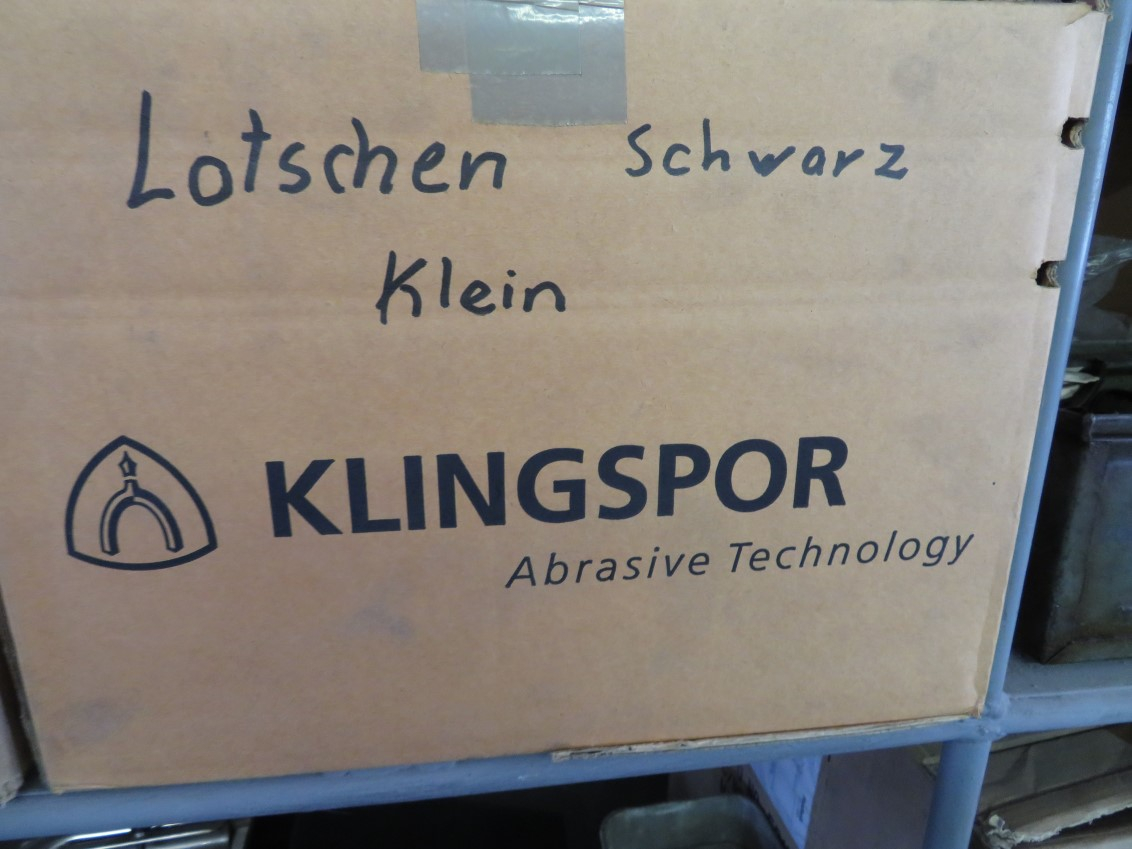 Lotschen Schwarz
Klein
KLINGSPOR
Abrasive Technology